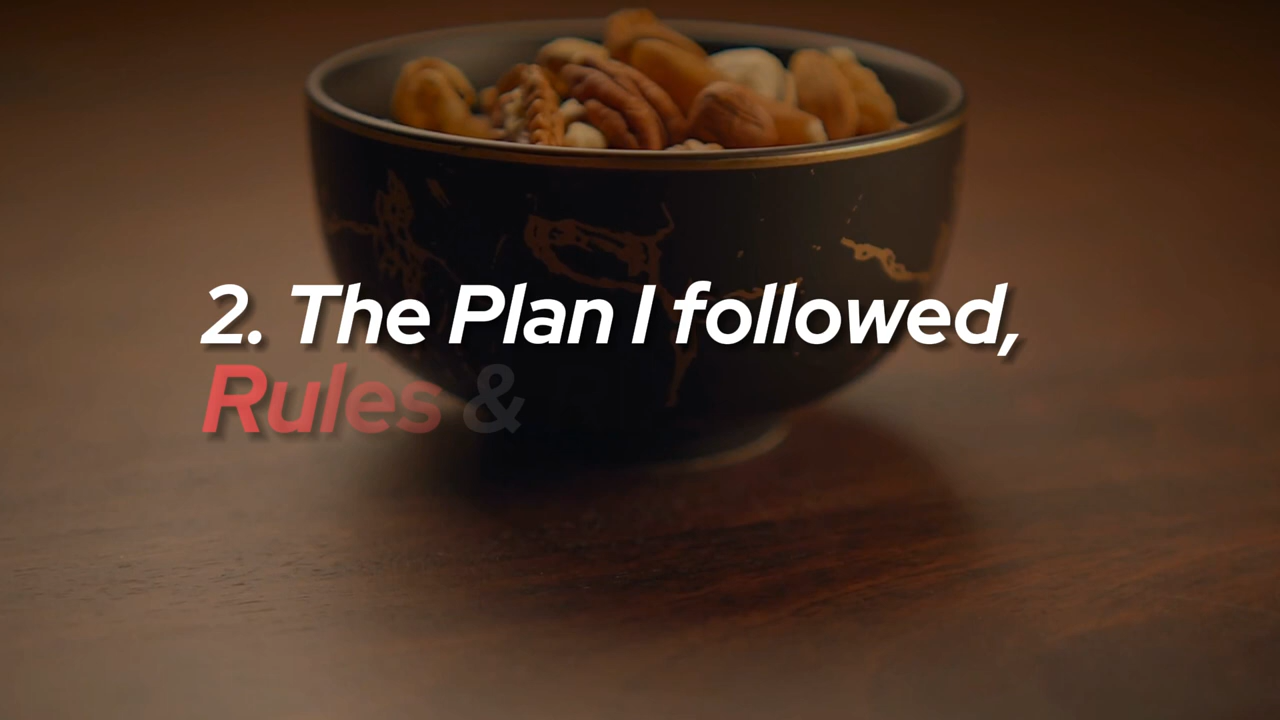 2. The Plan I followed,
Rules &